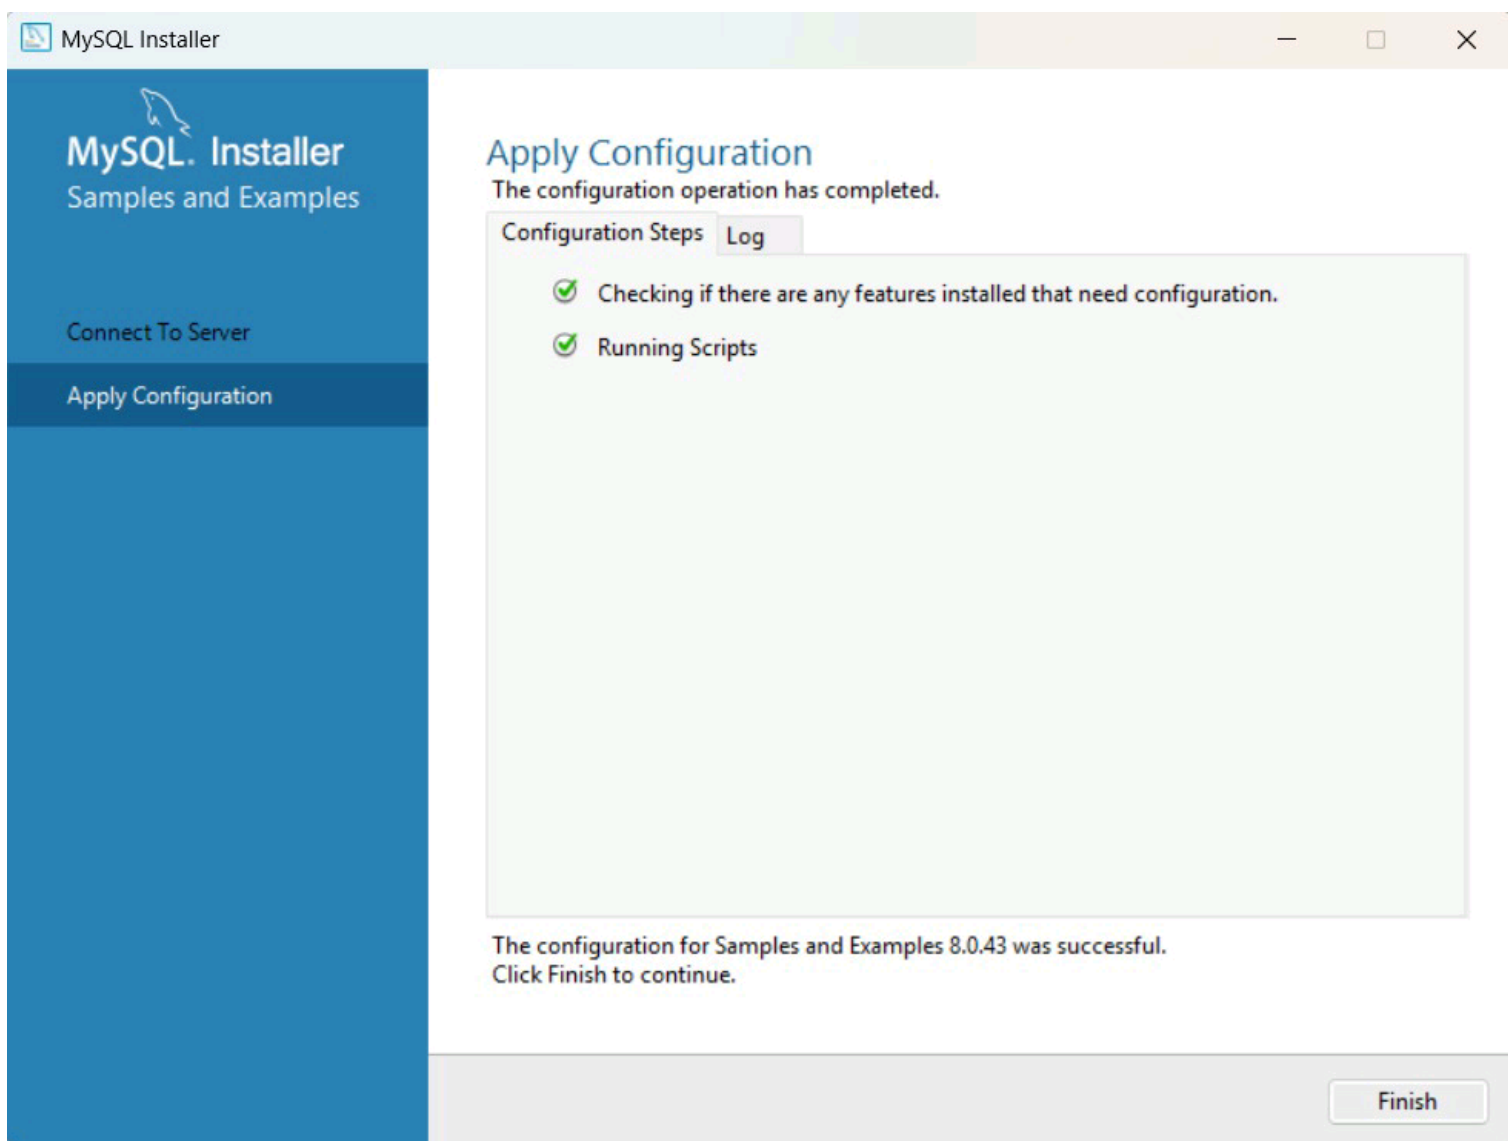 MySQL Installer
MySQL. Installer
Samples and Examples
Connect To Server
Apply Configuration
Apply Configuration
The configuration operation has completed.
Configuration Steps
Log
Checking if there are any features installed that need configuration.
Running Scripts
The configuration for Samples and Examples 8.0.43 was successful.
Click Finish to continue.
Finish